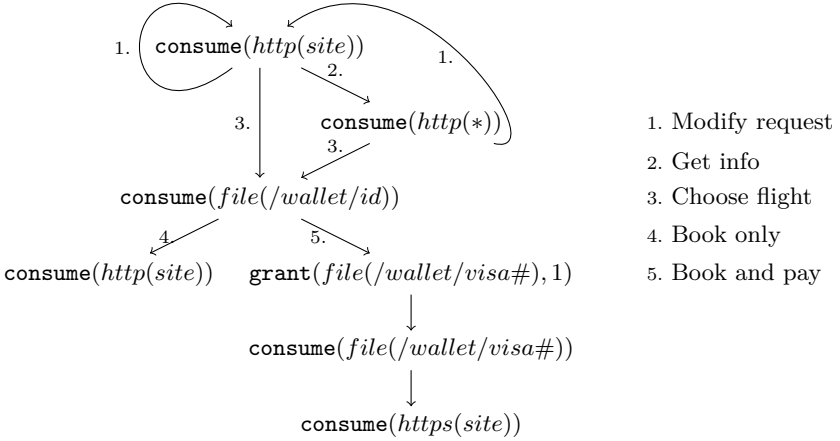 1. consume(http(site)) 1.
2.
3. consume(http(∗)) 1. Modify request
3. 2. Get info
consume(file(/wallet/id)) 3. Choose flight
4. 5. 4. Book only
consume(http(site)) grant(file(/wallet/visa#), 1) 5. Book and pay
consume(file(/wallet/visa#))
consume(https(site))